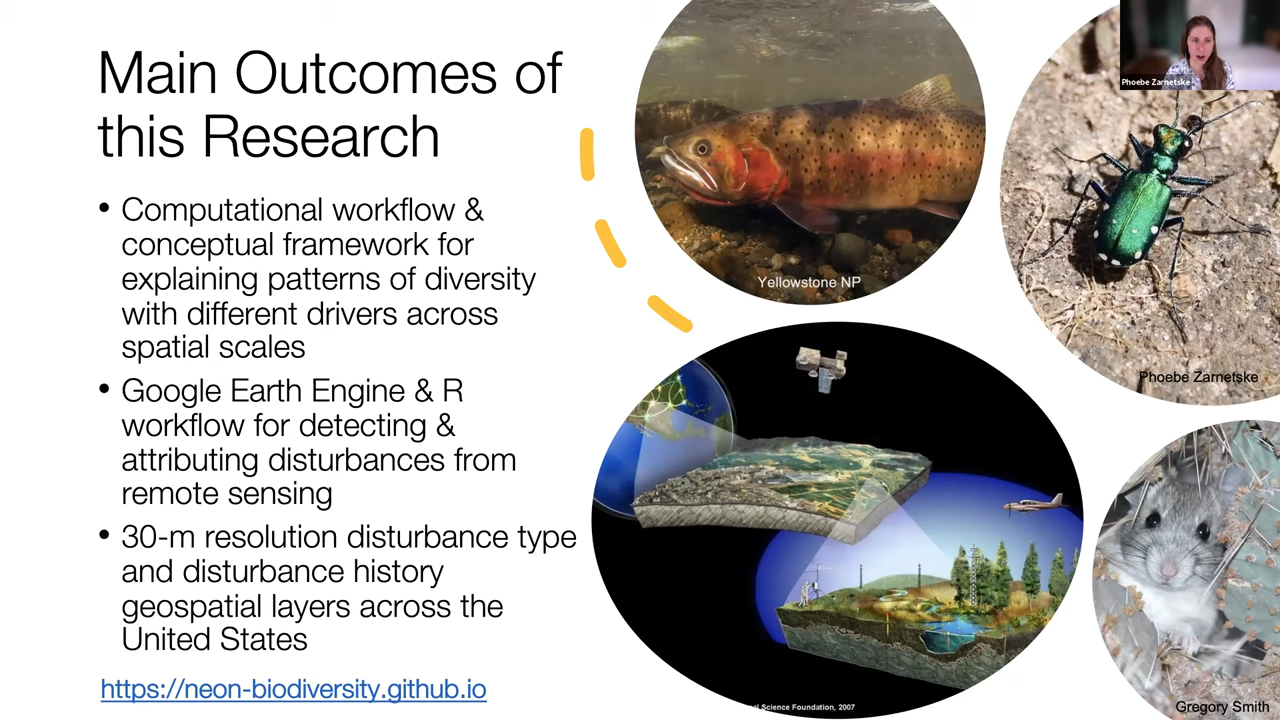 Main Outcomes of
this Research
• Computational workflow &
conceptual framework for
explaining patterns of diversity
with different drivers across
spatial scales
• Google Earth Engine & R
workflow for detecting &
attributing disturbances from
remote sensing
• 30-m resolution disturbance type
and disturbance history
geospatial layers across the
United States
https://neon-biodiversity.github.io
Yellowstone NP
Phoebe Zarnetske
Phoebe Zarnetske
Science Foundation, 2007
Gregory Smith